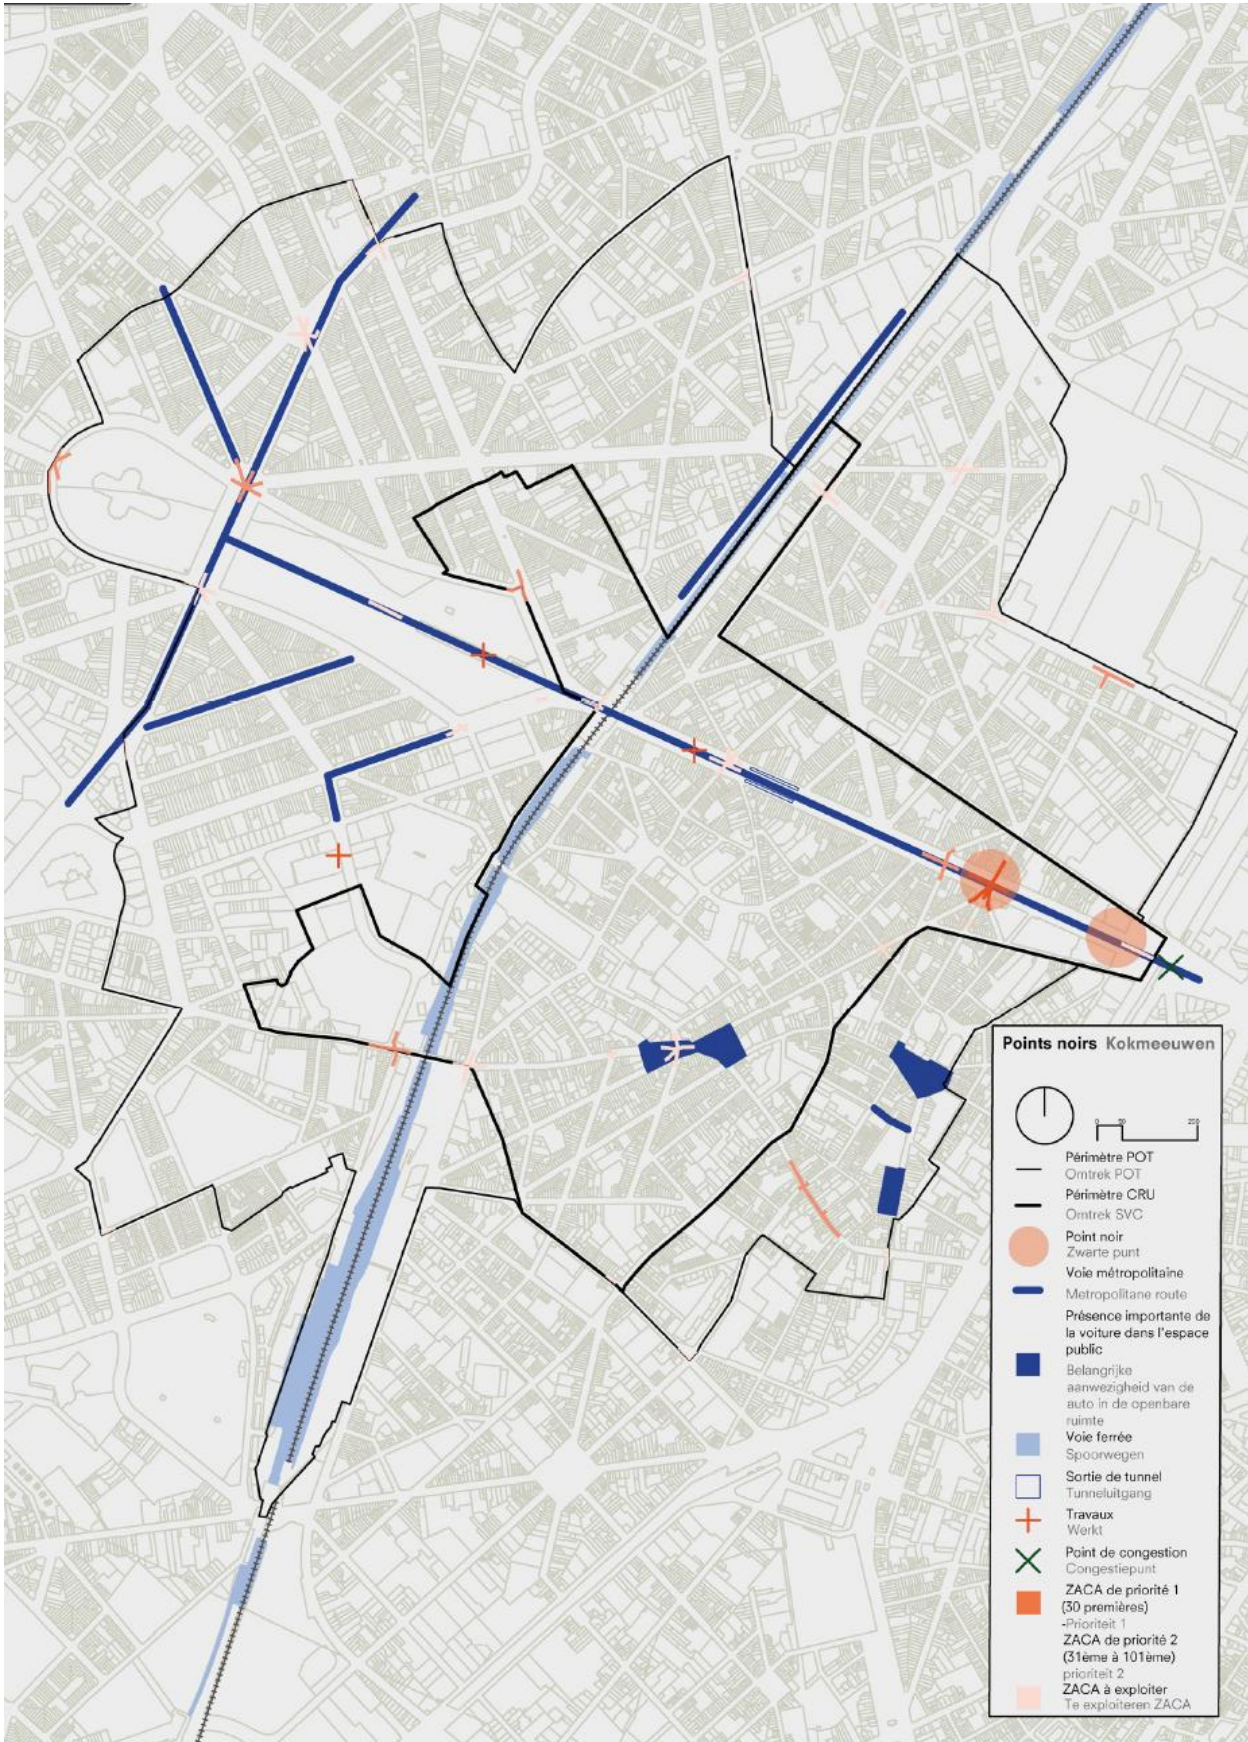 Points noirs Kokmeeuwen
0 50 250
Périmètre POT
Omtrek POT
Périmètre CRU
Omtrek SVC
Point noir
Zwarte punt
Voie métropolitaine
Metropolitane route
Présence importante de
la voiture dans l'espace
public
Belangrijke
aanwezigheid van de
auto in de openbare
ruimte
Voie ferrée
Spoorwegen
Sortie de tunnel
Tunneluitgang
Travaux
Werkt
Point de congestion
Congestiepunt
ZACA de priorité 1
(30 premières)
-Prioriteit 1
ZACA de priorité 2
(31ème à 101ème)
prioriteit 2
ZACA à exploiter
Te exploiteren ZACA